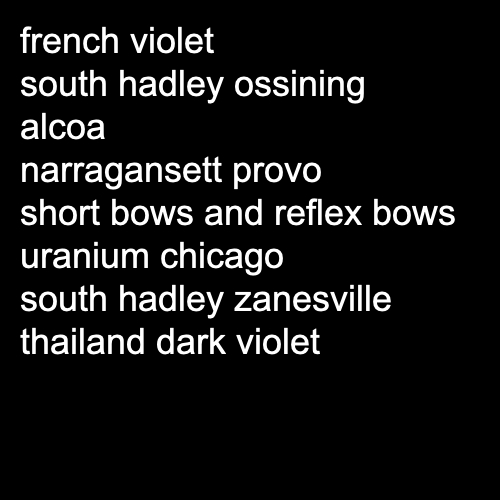 french violet
south hadley ossining
alcoa
narragansett provo
short bows and reflex bows
uranium chicago
south hadley zanesville
thailand dark violet